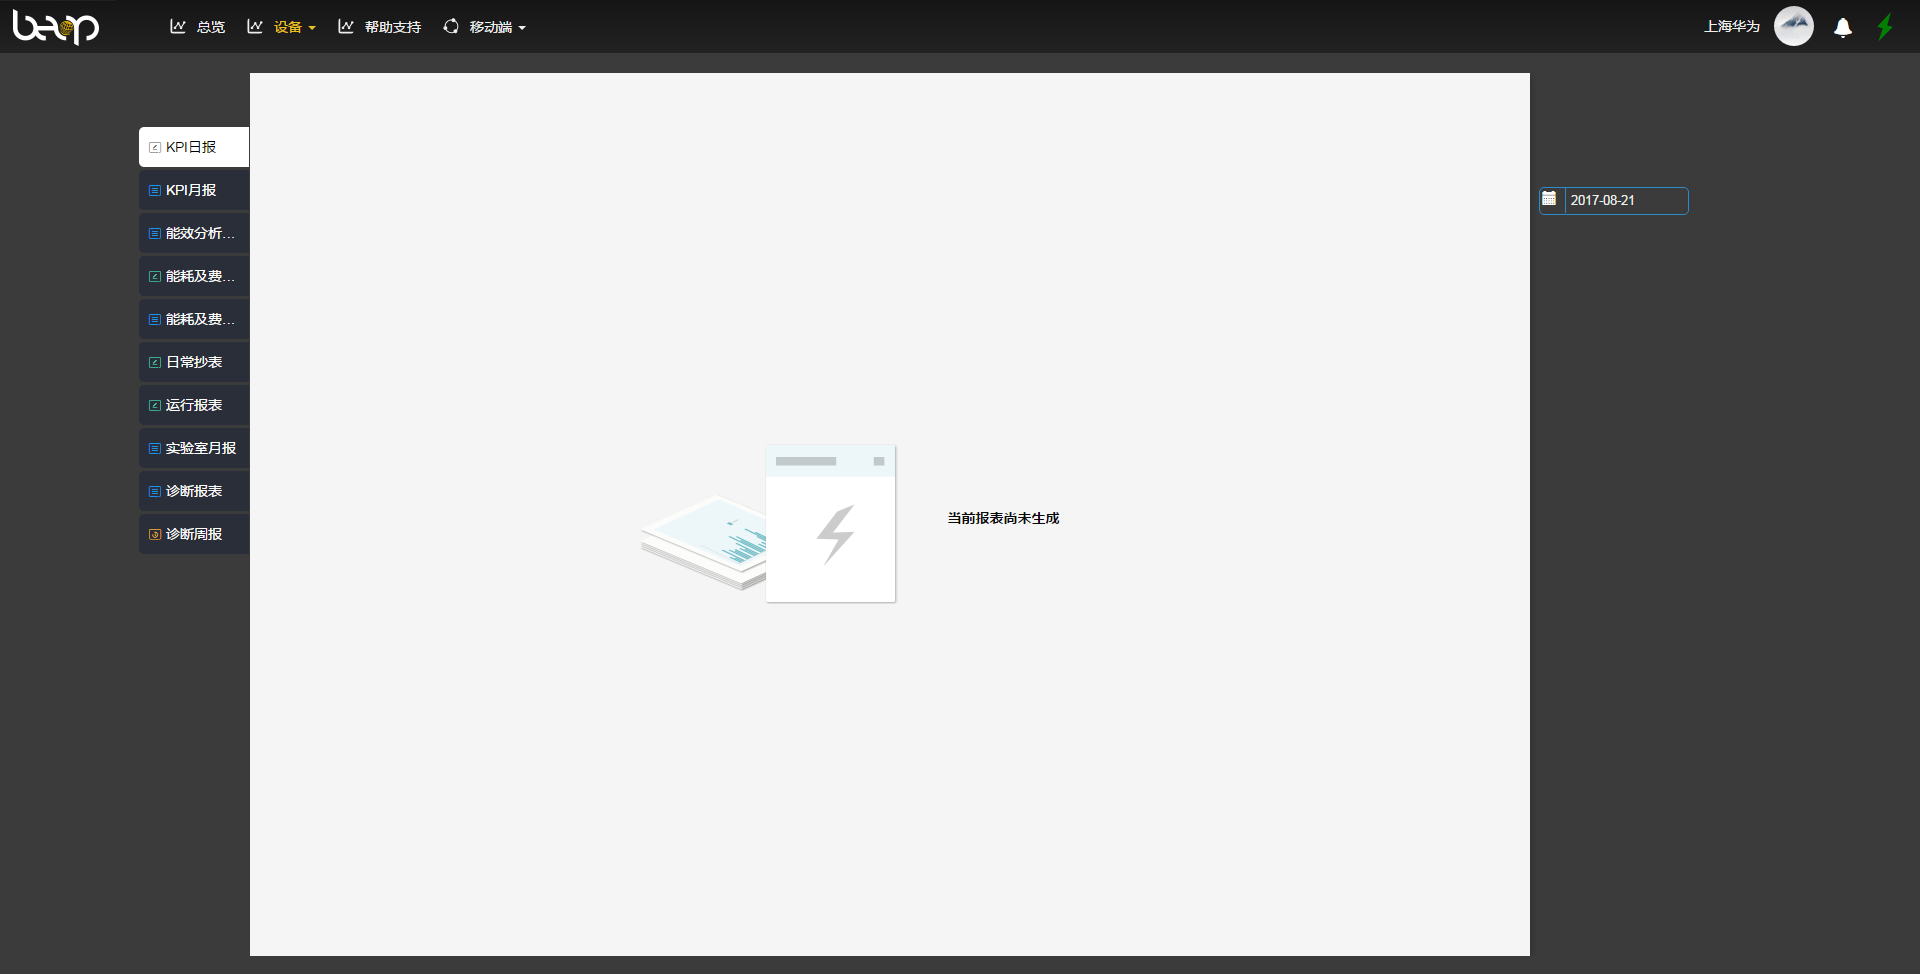 beop
总览
设备
帮助支持
移动端
上海华为
KPI日报
KPI月报
能效分析...
能耗及费...
能耗及费...
日常抄表
运行报表
实验室月报
诊断报表
诊断周报
2017-08-21
当前报表尚未生成